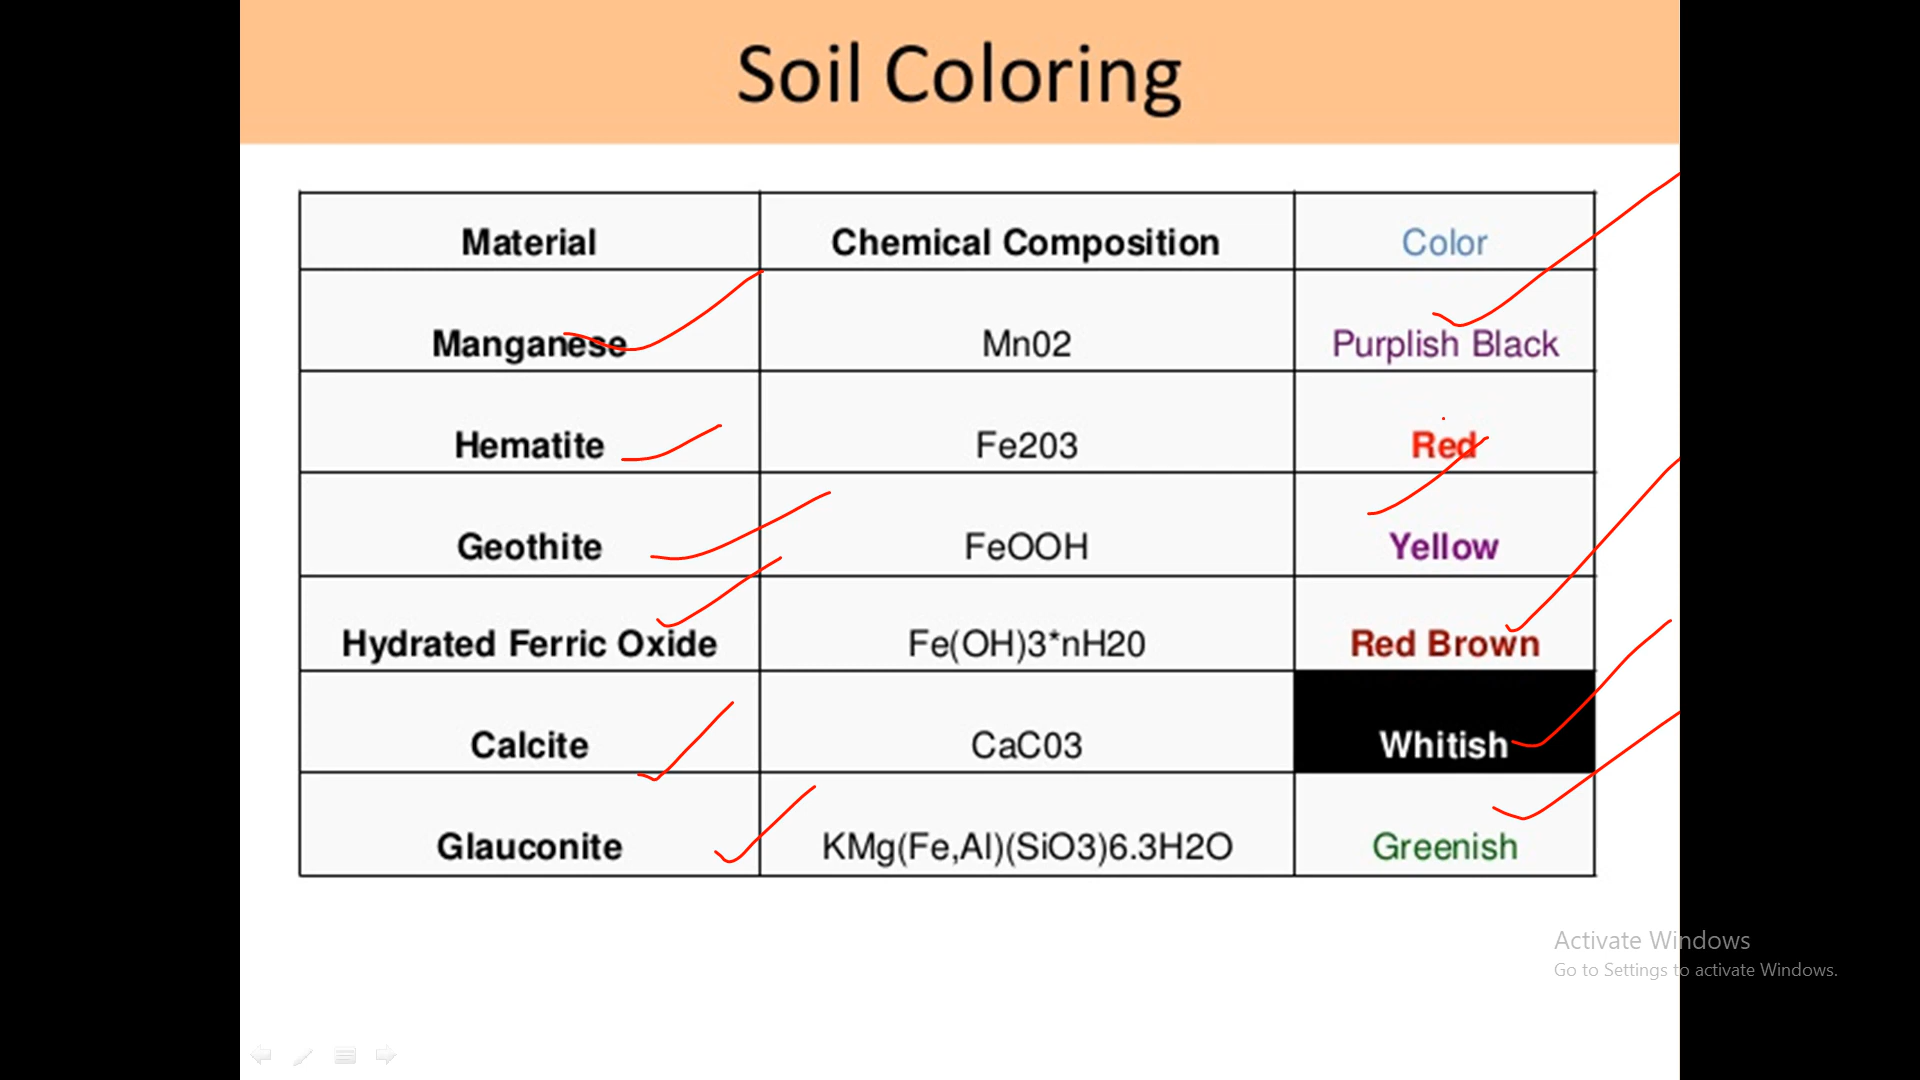 Soil Coloring
Material Chemical Composition Color
Manganese Mn02 Purplish Black
Hematite Fe203 Red
Geothite FeOOH Yellow
Hydrated Ferric Oxide Fe(OH)3*nH20 Red Brown
Calcite CaC03 Whitish
Glauconite KMg(Fe,Al)(SiO3)6.3H2O Greenish
Activate Windows
Go to Settings to activate Windows.